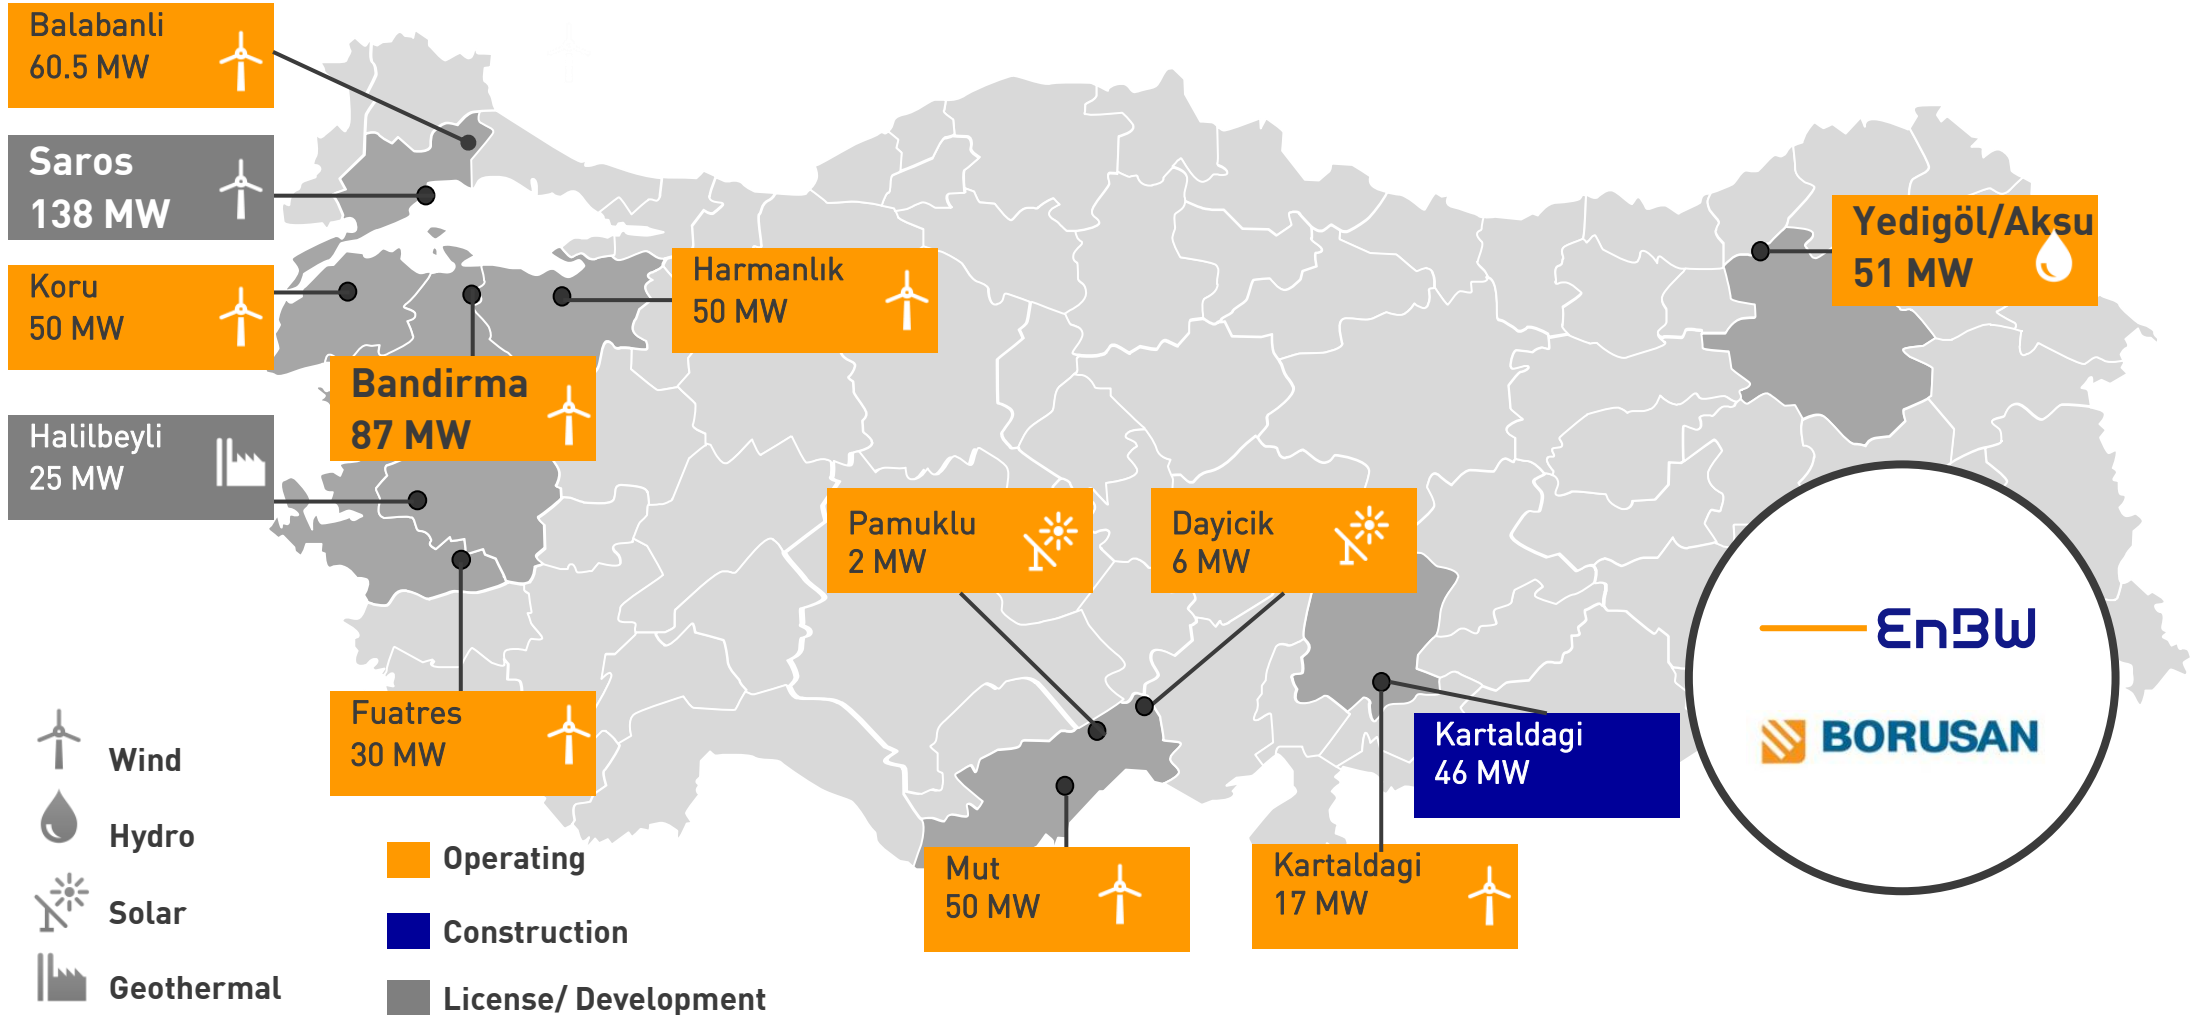 Balabanli
60.5 MW
Saros
138 MW
Koru
50 MW
Halilbeyli
25 MW
Harmanlık
50 MW
Bandirma
87 MW
Yedigöl/Aksu
51 MW
Pamuklu
2 MW
Dayicik
6 MW
Fuatres
30 MW
Kartaldagi
46 MW
Mut
50 MW
Kartaldagi
17 MW
EnBW
BORUSAN
Wind
Hydro
Solar
Geothermal
Operating
Construction
License/ Development